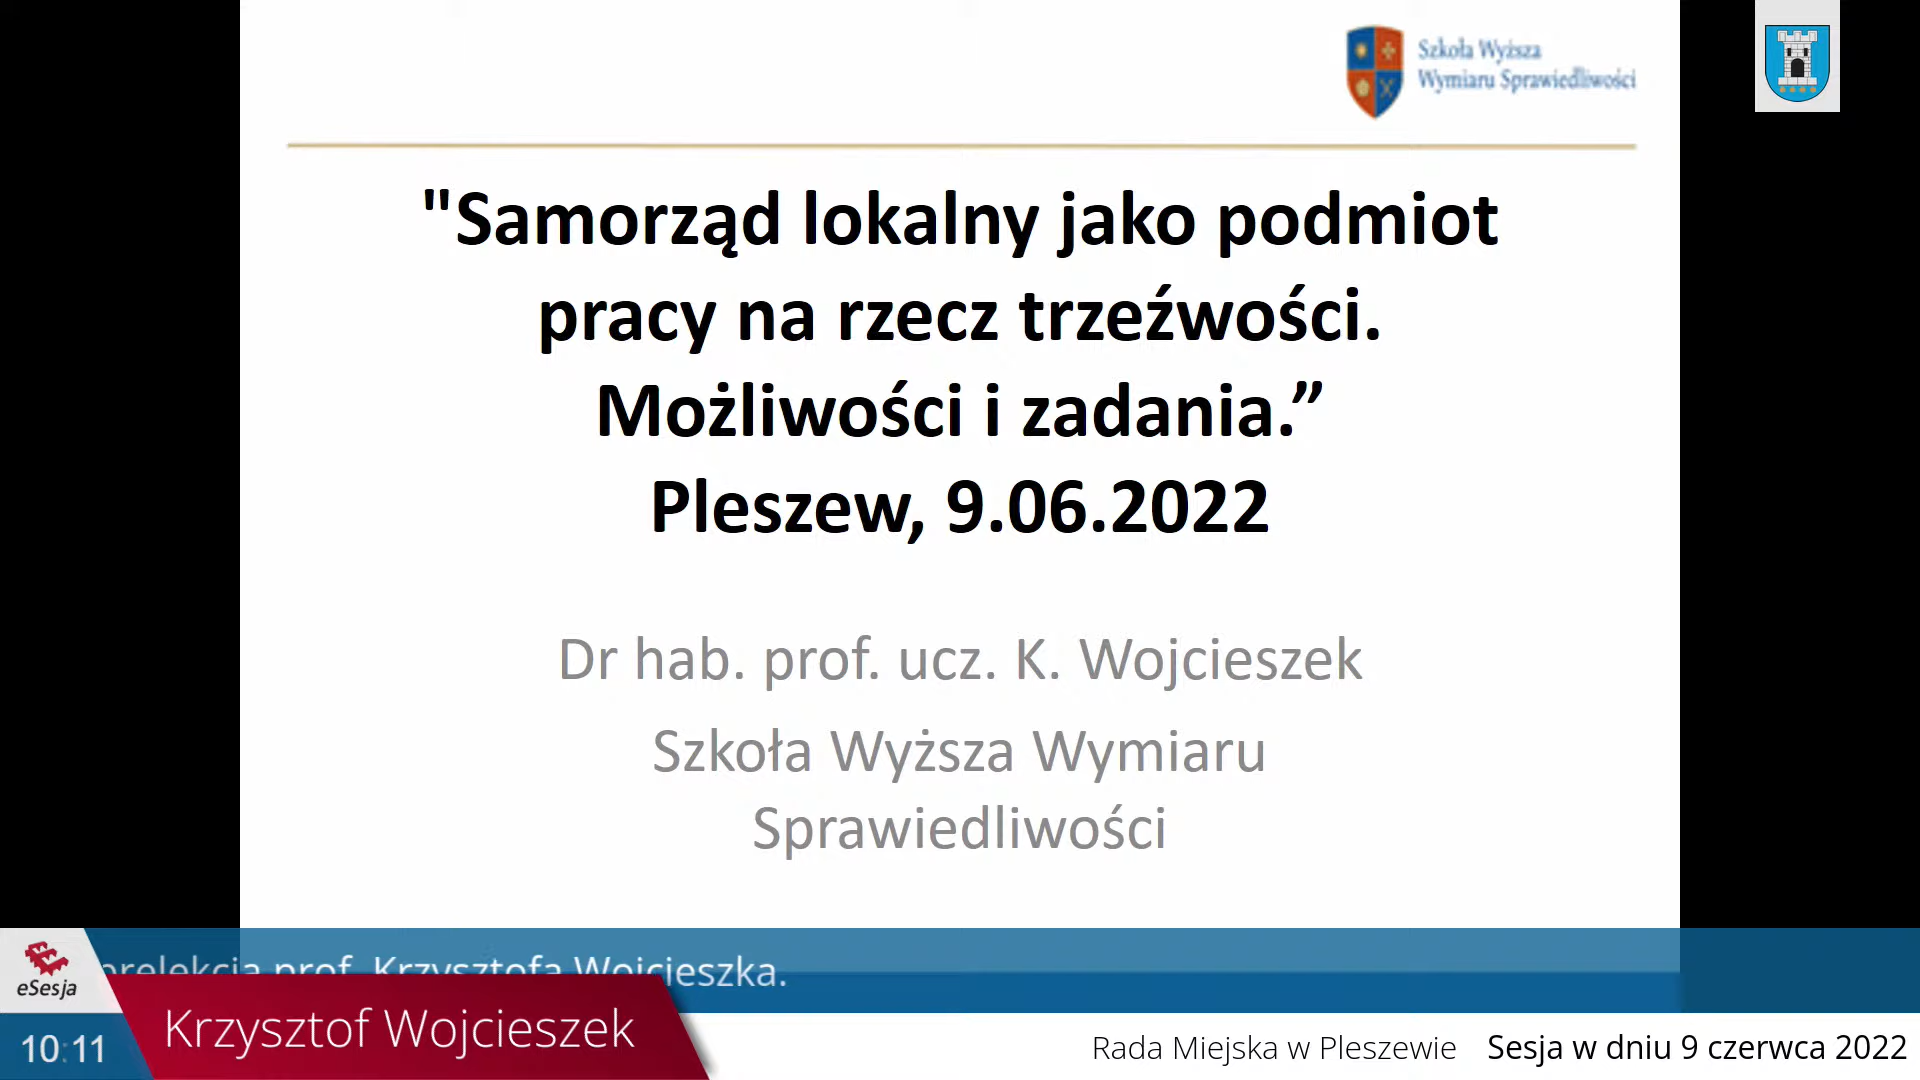 Szkoła Wyższa
Wymiaru Sprawiedliwości
"Samorząd lokalny jako podmiot
pracy na rzecz trzeźwości.
Możliwości i zadania.”
Pleszew, 9.06.2022
Dr hab. prof. ucz. K. Wojcieszek
Szkoła Wyższa Wymiaru
Sprawiedliwości
prelekcja prof. Krzysztofa Wojcieszka.
eSesja
Krzysztof Wojcieszek
10:11
Rada Miejska w Pleszewie Sesja w dniu 9 czerwca 2022